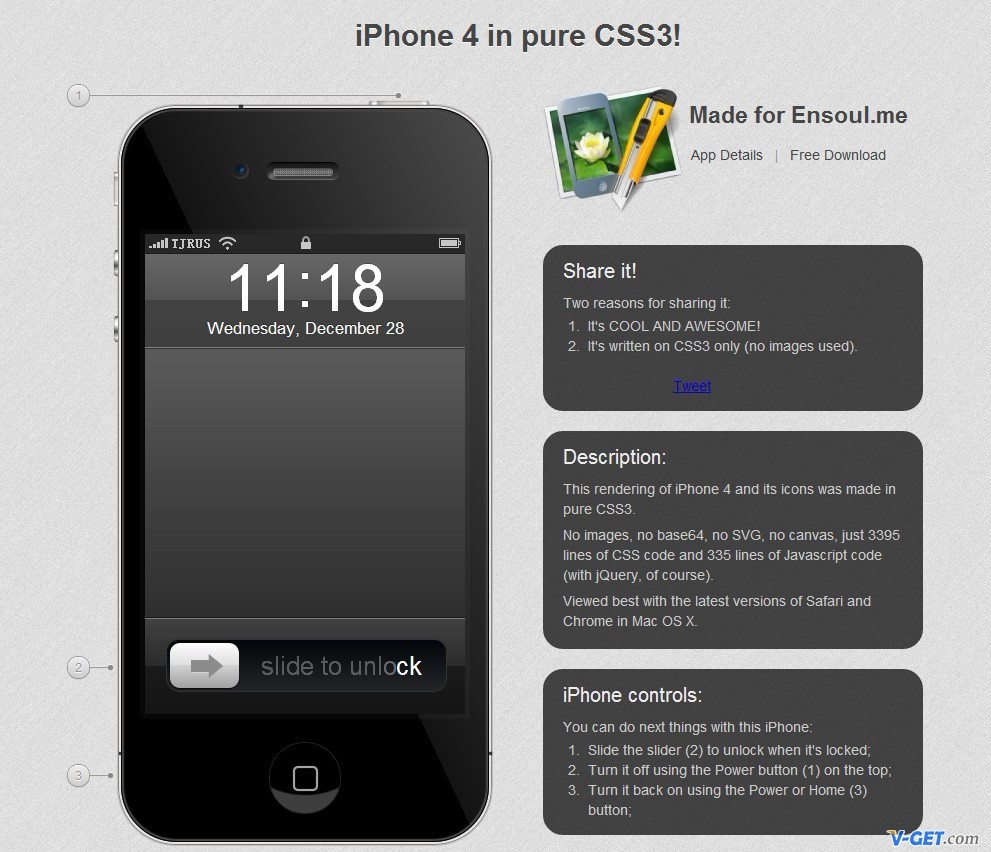 iPhone 4 in pure CSS3!
1
TJRUS
11:18
Wednesday, December 28
slide to unlock
2
3
Made for Ensoul.me
App Details | Free Download
Share it!
Two reasons for sharing it:
1. It's COOL AND AWESOME!
2. It's written on CSS3 only (no images used).
Tweet
Description:
This rendering of iPhone 4 and its icons was made in
pure CSS3.
No images, no base64, no SVG, no canvas, just 3395
lines of CSS code and 335 lines of Javascript code
(with jQuery, of course).
Viewed best with the latest versions of Safari and
Chrome in Mac OS X.
iPhone controls:
You can do next things with this iPhone:
1. Slide the slider (2) to unlock when it's locked;
2. Turn it off using the Power button (1) on the top;
3. Turn it back on using the Power or Home (3)
button;
V-GET.com